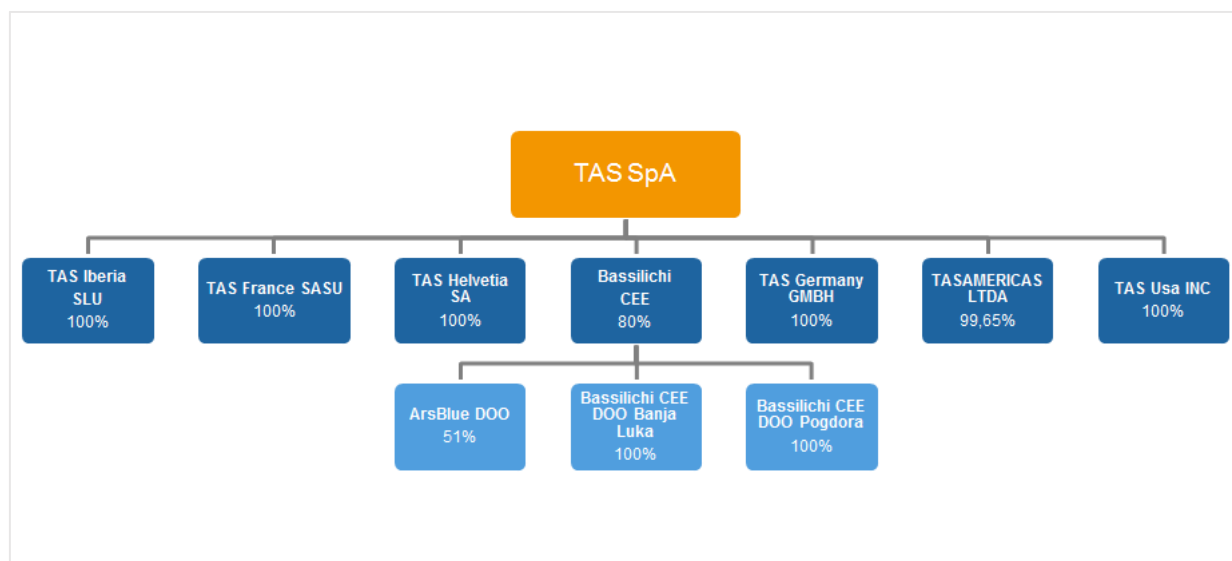 TAS SpA
TAS Iberia
SLU
100%
TAS France SASU
100%
TAS Helvetia
SA
100%
Bassilichi
CEE
80%
TAS Germany
GMBH
100%
TASAMERICAS
LTDA
99,65%
TAS Usa INC
100%
ArsBlue DOO
51%
Bassilichi CEE
DOO Banja
Luka
100%
Bassilichi CEE
DOO Pogdora
100%